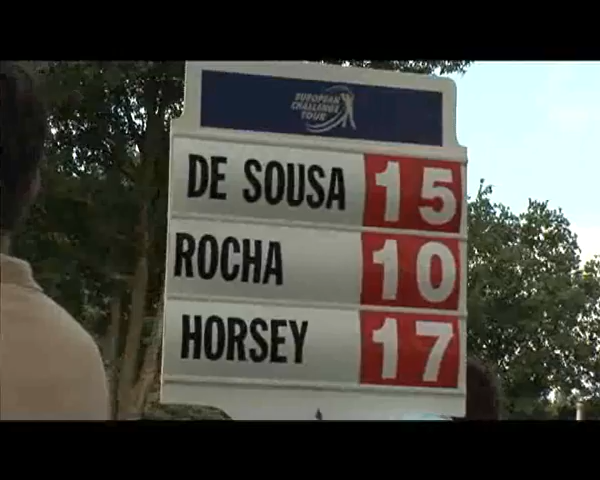 EUROPEAN
CHALLENGE
TOUR
DE SOUSA 15
ROCHA 10
HORSEY 17